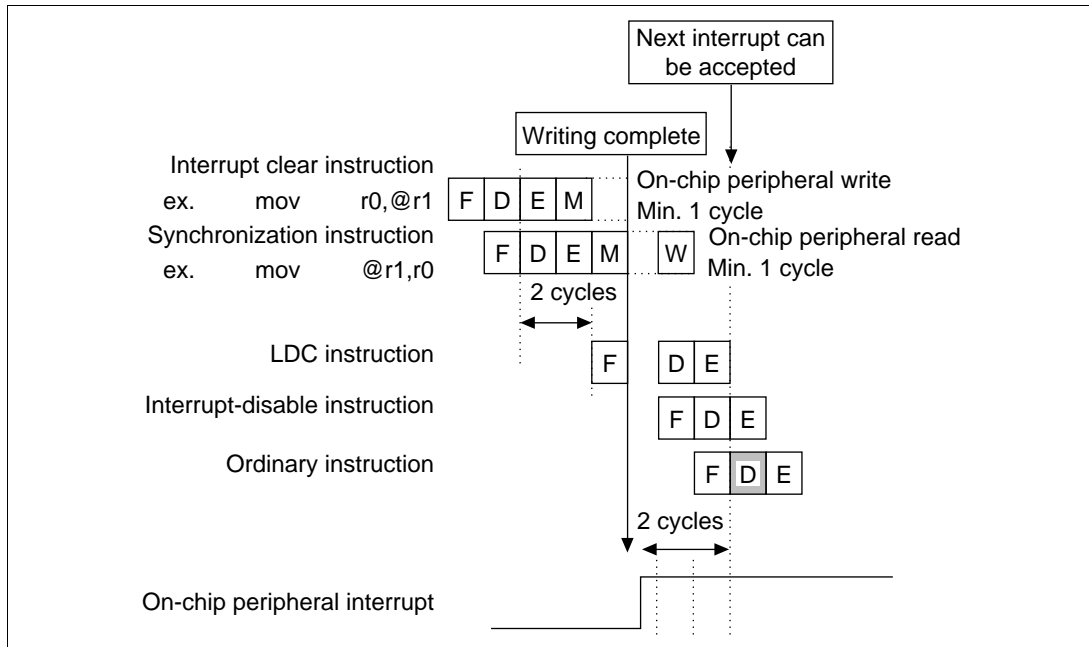 Next interrupt can
be accepted
Writing complete
Interrupt clear instruction
ex. mov r0,@r1
F D E M
On-chip peripheral write
Min. 1 cycle
Synchronization instruction
ex. mov @r1,r0
F D E M W
On-chip peripheral read
Min. 1 cycle
2 cycles
LDC instruction
F D E
Interrupt-disable instruction
F D E
Ordinary instruction
F D E
2 cycles
On-chip peripheral interrupt